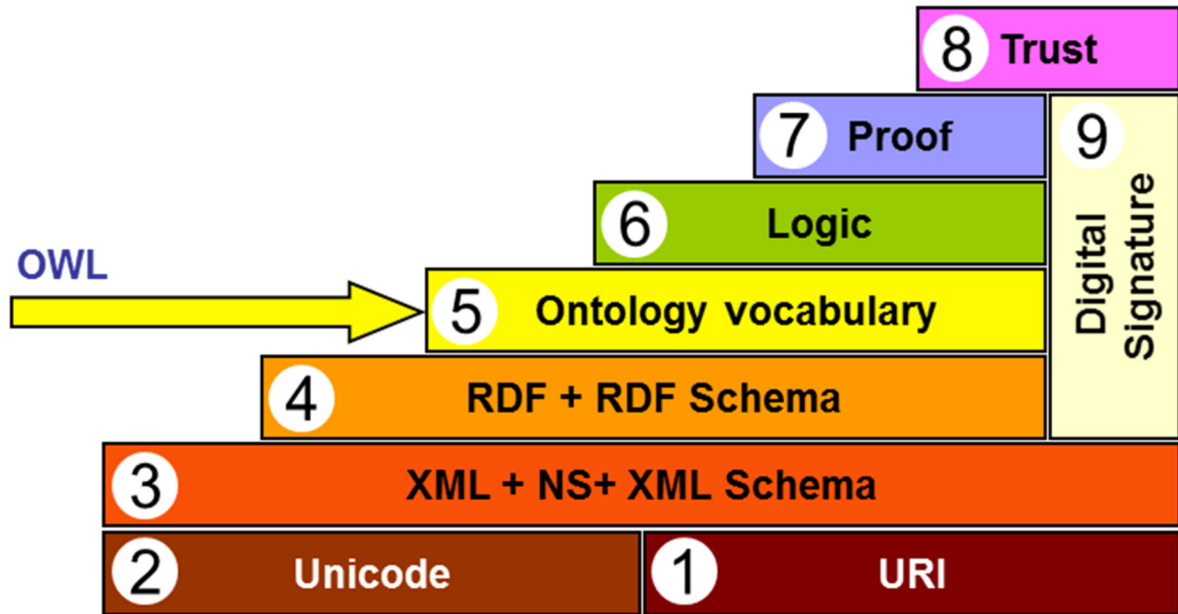 8 Trust
7 Proof
9 Digital
Signature
6 Logic
OWL
5 Ontology vocabulary
4 RDF + RDF Schema
3 XML + NS+ XML Schema
2 Unicode
1 URI